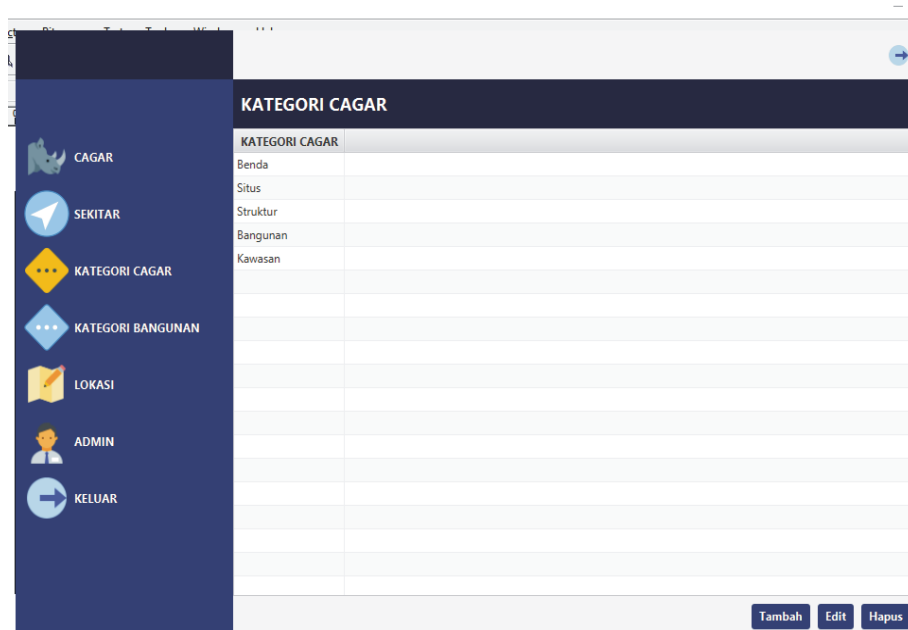 KATEGORI CAGAR
CAGAR
SEKITAR
KATEGORI CAGAR
KATEGORI BANGUNAN
LOKASI
ADMIN
KELUAR
KATEGORI CAGAR
Benda
Situs
Struktur
Bangunan
Kawasan
Tambah
Edit
Hapus